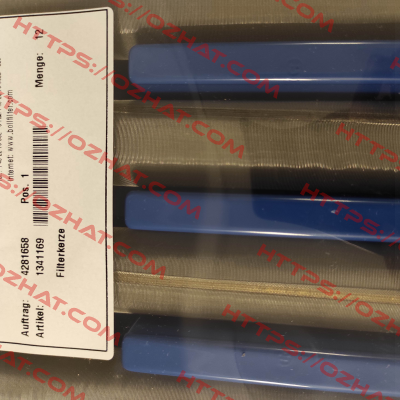 Internet: www.bollfilter.com
Auftrag: 4281658 Pos. 1 Menge: 12
Artikel: 1341169
Filterkerze
HTTPS://OZHAT.COM
HTTPS://OZHAT.COM
HTTPS://OZHAT.COM
HTTPS://OZHAT.COM
HTTPS://OZHAT.COM
HTTPS://OZHAT.COM